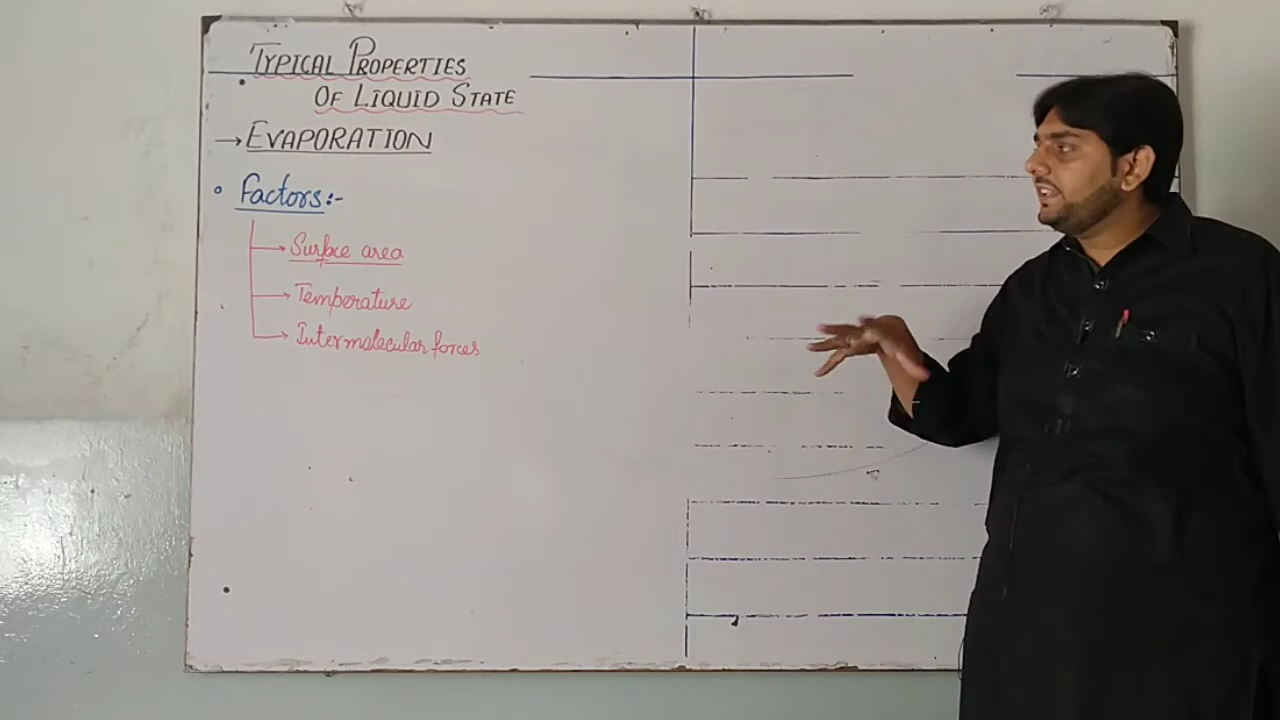 TYPICAL PROPERTIES
OF LIQUID STATE
→ EVAPORATION
° Factors:-
→ Surface area
→ Temperature
→ Intermolecular forces